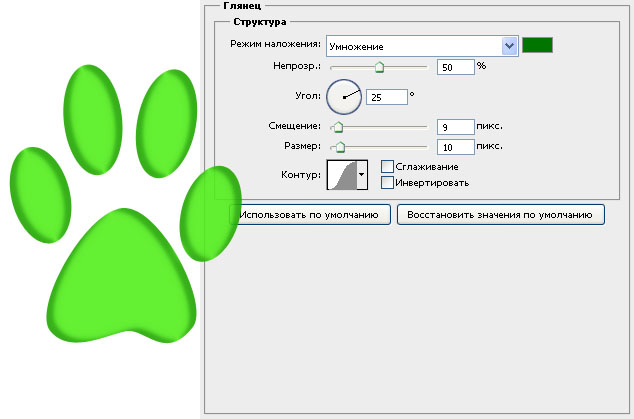 Глянец
Структура
Режим наложения: Умножение
Непрозр.: 50 %
Угол: 25 °
Смещение: 9 пикс.
Размер: 10 пикс.
Контур: Сглаживание
Инвертировать
Использовать по умолчанию Восстановить значения по умолчанию